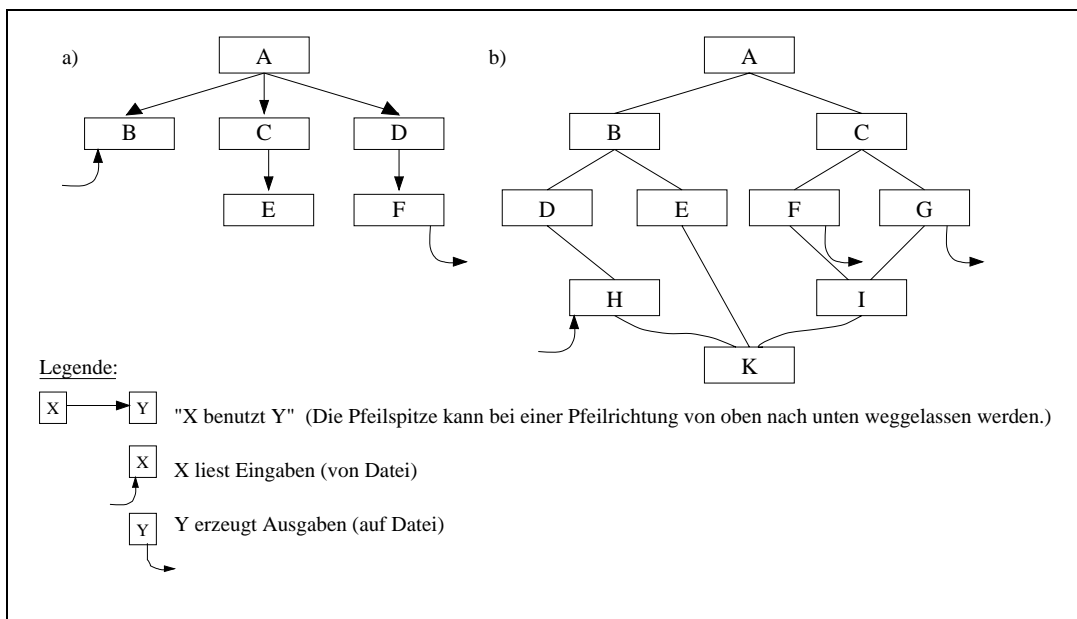 a)
A
B
C
D
E
F
b)
A
B
C
D
E
F
G
H
I
K
Legende:
X
Y
"X benutzt Y" (Die Pfeilspitze kann bei einer Pfeilrichtung von oben nach unten weggelassen werden.)
X
X liest Eingaben (von Datei)
Y
Y erzeugt Ausgaben (auf Datei)